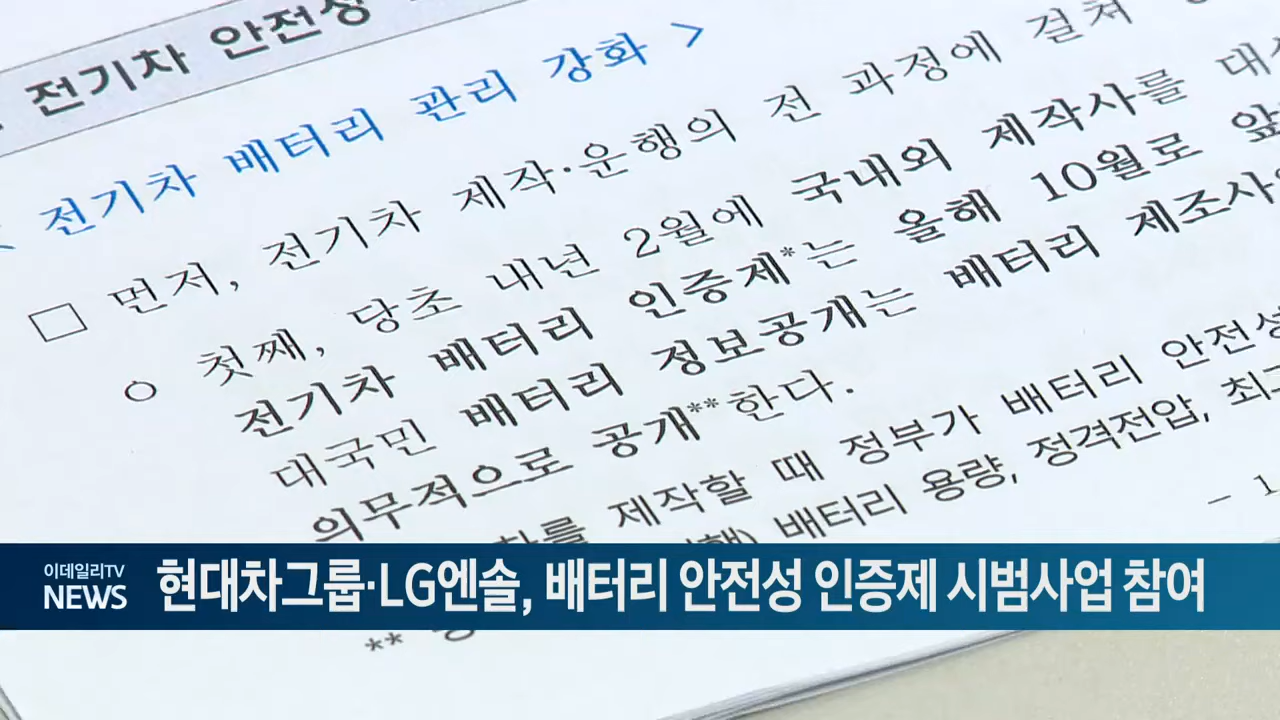 전기차 안전성
전기차 배터리 관리 강화 >
□ 먼저, 전기차 제작·운행의 전 과정에 걸쳐
○ 첫째, 당초 내년 2월에 국내외 제작사를
전기차 배터리 인증제*는 올해 10월로
대국민 배터리 정보공개는 배터리 제조사
의무적으로 공개**한다.
제작할 때 정부가 배터리
배터리 용량, 정격전압,
- 1
**
이데일리TV
NEWS
현대차그룹·LG엔솔, 배터리 안전성 인증제 시범사업 참여